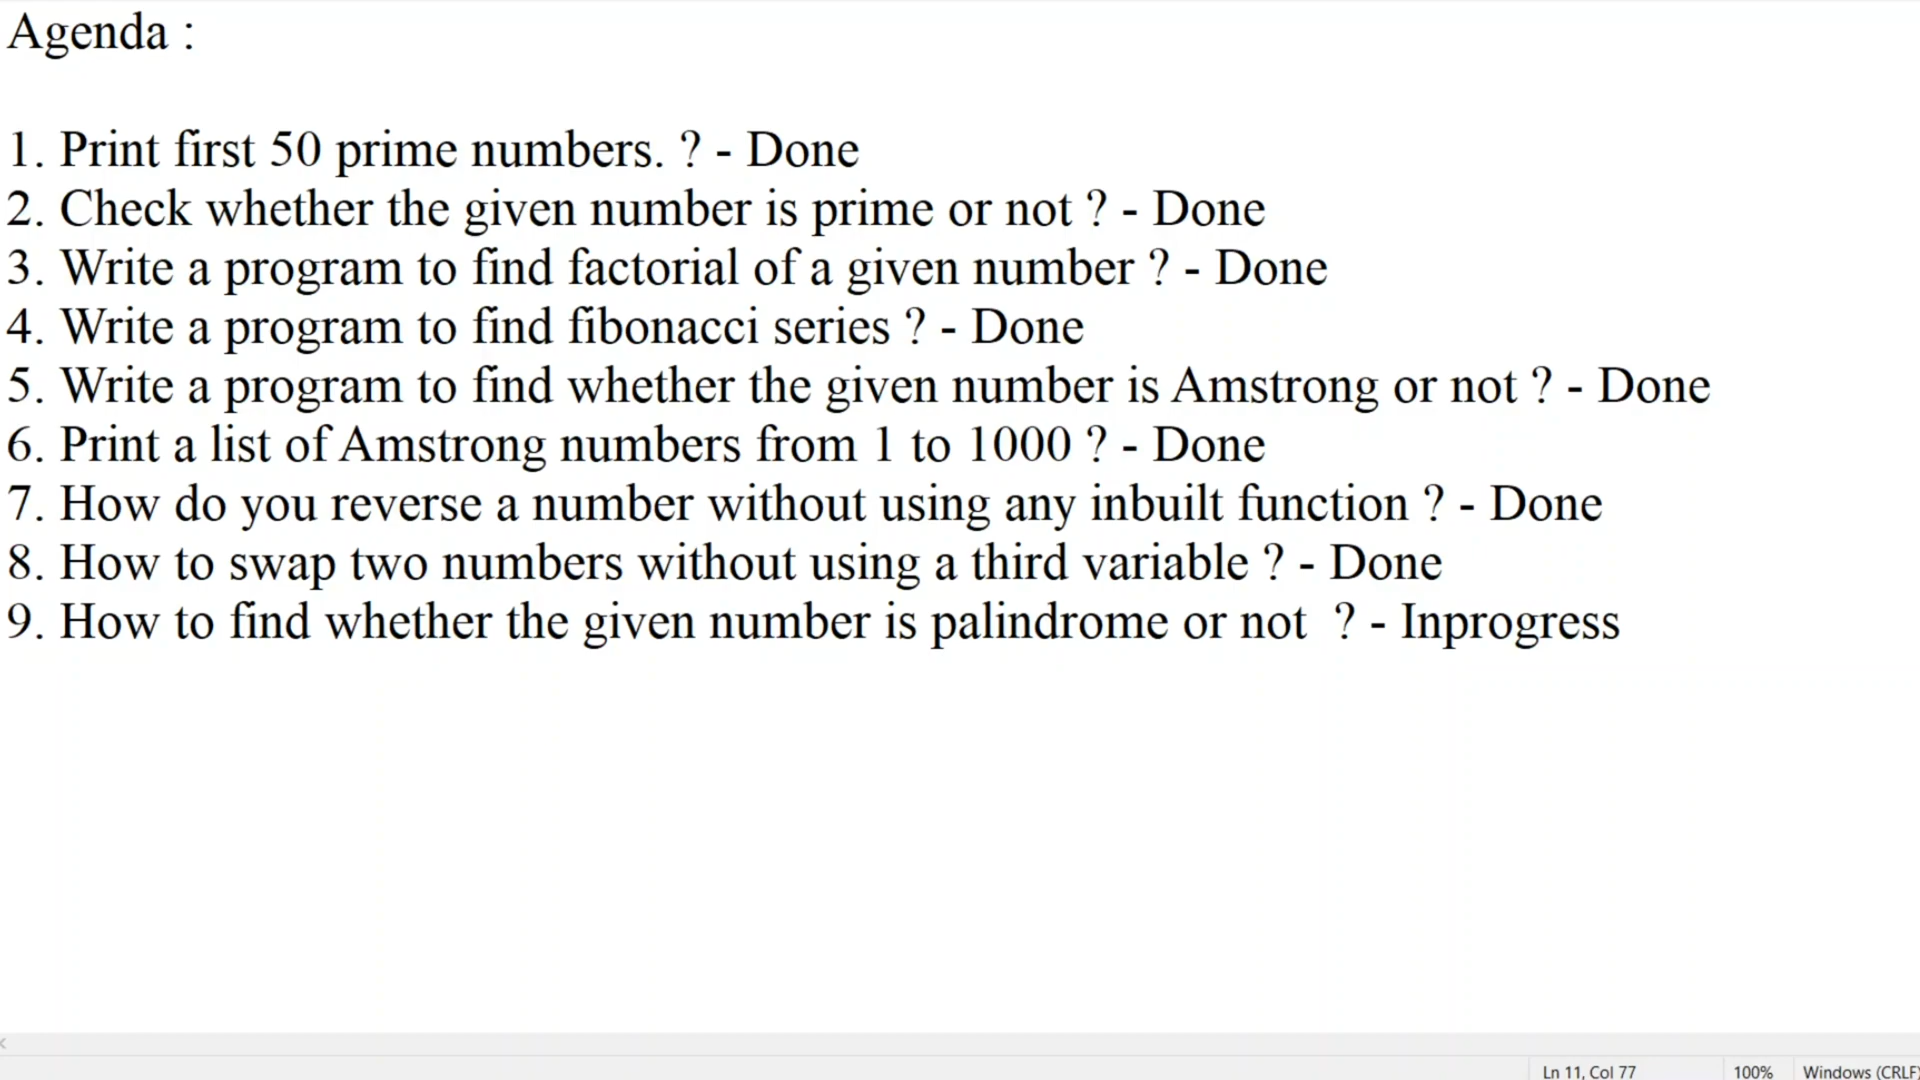 Agenda :
1. Print first 50 prime numbers. ? - Done
2. Check whether the given number is prime or not ? - Done
3. Write a program to find factorial of a given number ? - Done
4. Write a program to find fibonacci series ? - Done
5. Write a program to find whether the given number is Amstrong or not ? - Done
6. Print a list of Amstrong numbers from 1 to 1000 ? - Done
7. How do you reverse a number without using any inbuilt function ? - Done
8. How to swap two numbers without using a third variable ? - Done
9. How to find whether the given number is palindrome or not  ? - Inprogress
Ln 11, Col 77 100% Windows (CRLF)